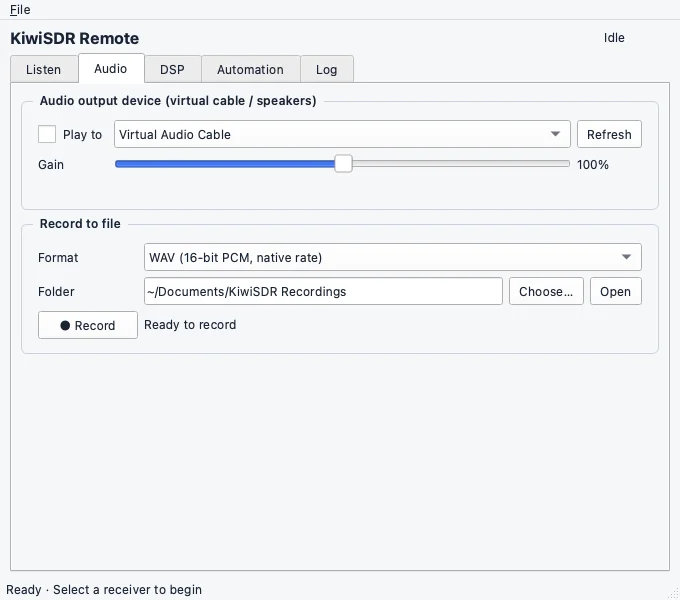 File
KiwiSDR Remote
Idle
Listen Audio DSP Automation Log
Audio output device (virtual cable / speakers)
Play to Virtual Audio Cable Refresh
Gain 100%
Record to file
Format WAV (16-bit PCM, native rate)
Folder ~/Documents/KiwiSDR Recordings Choose... Open
Record Ready to record
Ready · Select a receiver to begin